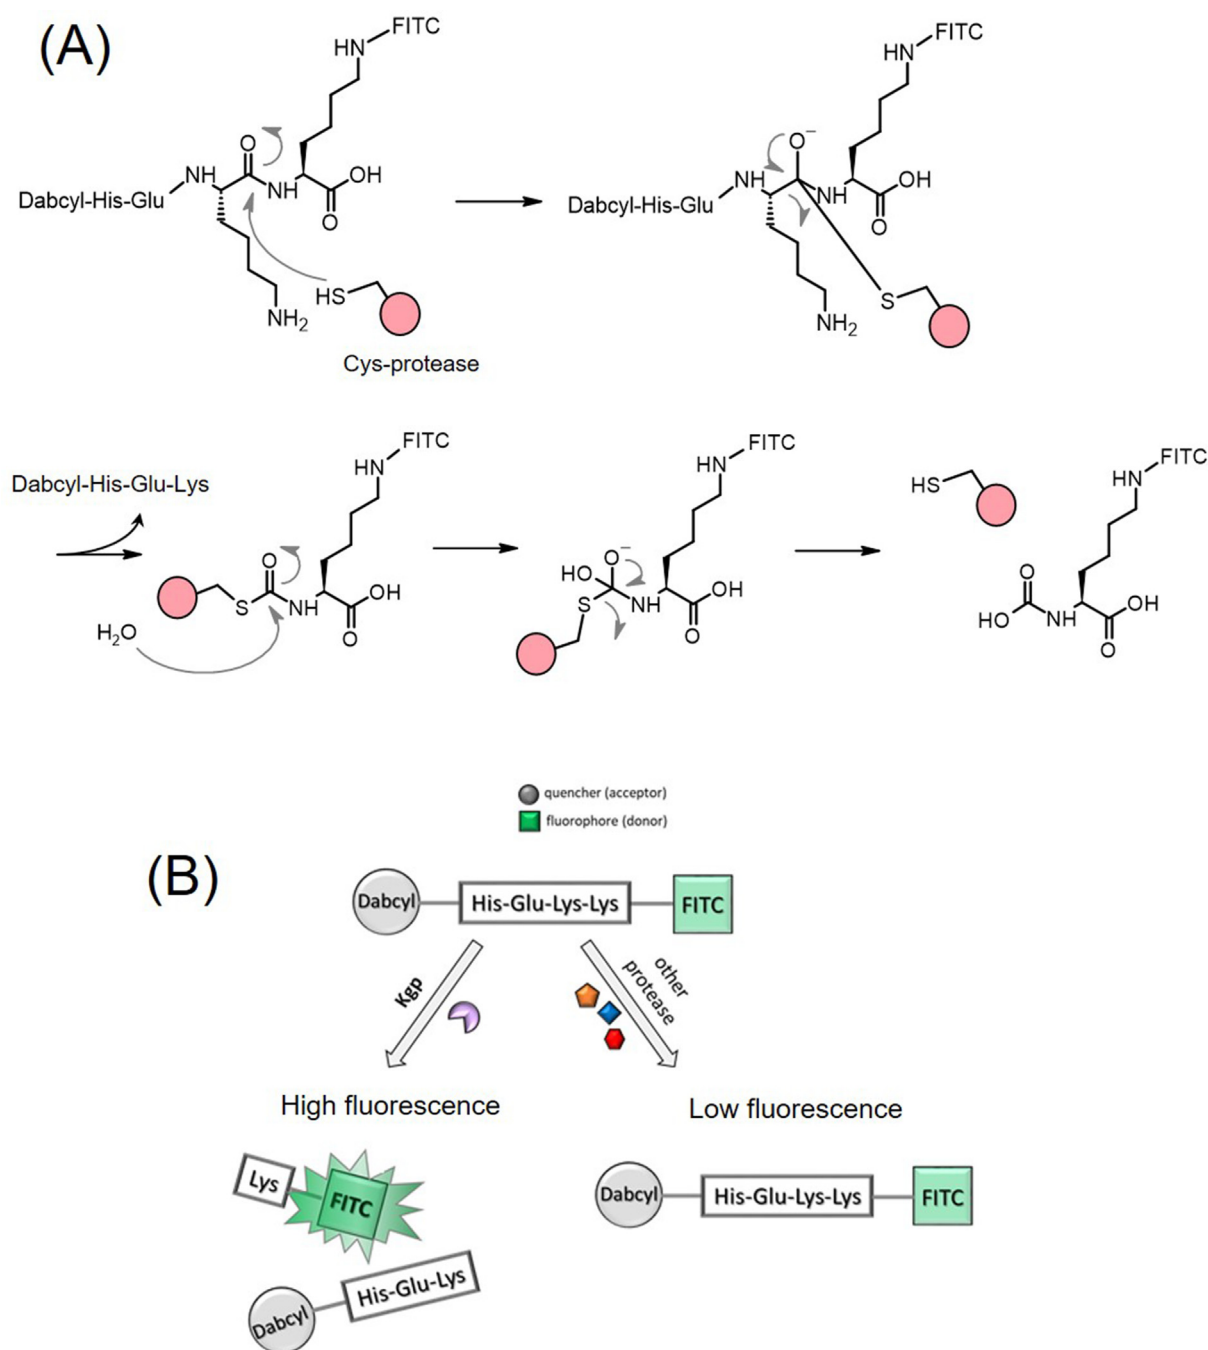 (A)
HN
FITC
O
NH
NH
OH
O
Dabcyl-His-Glu
HS
NH2
Cys-protease
HN
FITC
O−
NH
NH
OH
O
Dabcyl-His-Glu
S
NH2
Dabcyl-His-Glu-Lys
HN
FITC
O
S
NH
OH
O
H2O
HN
FITC
O−
HO
S
NH
OH
O
HS
HN
FITC
O
HO
NH
OH
O
quencher (acceptor)
fluorophore (donor)
(B)
Dabcyl
His-Glu-Lys-Lys
FITC
Kgp
other
protease
High fluorescence
Low fluorescence
Lys
FITC
Dabcyl
His-Glu-Lys
Dabcyl
His-Glu-Lys-Lys
FITC